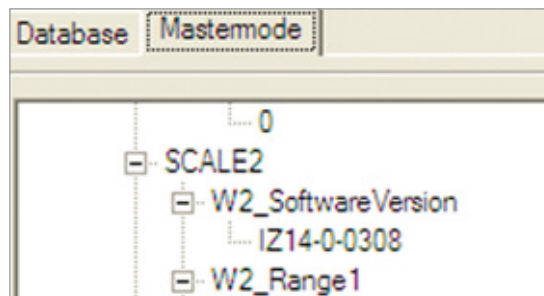 Database Mastermode
0
SCALE2
W2_SoftwareVersion
IZ14-0-0308
W2_Range1